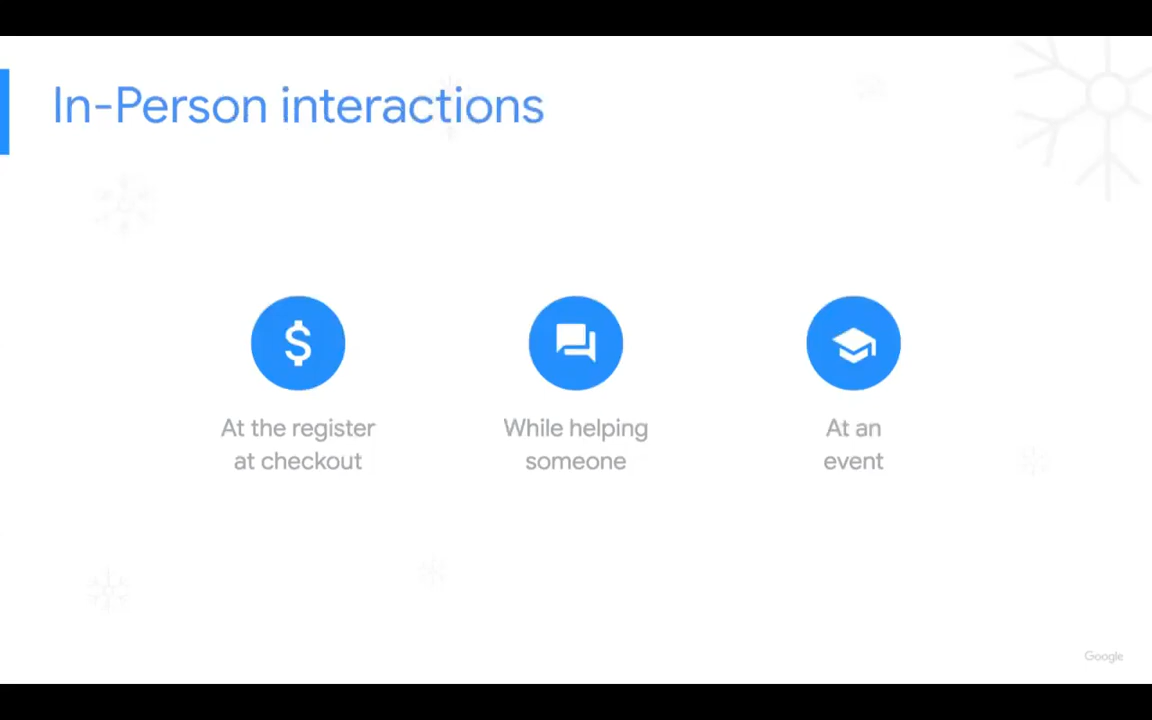 In-Person interactions
At the register
at checkout
While helping
someone
At an
event
Google